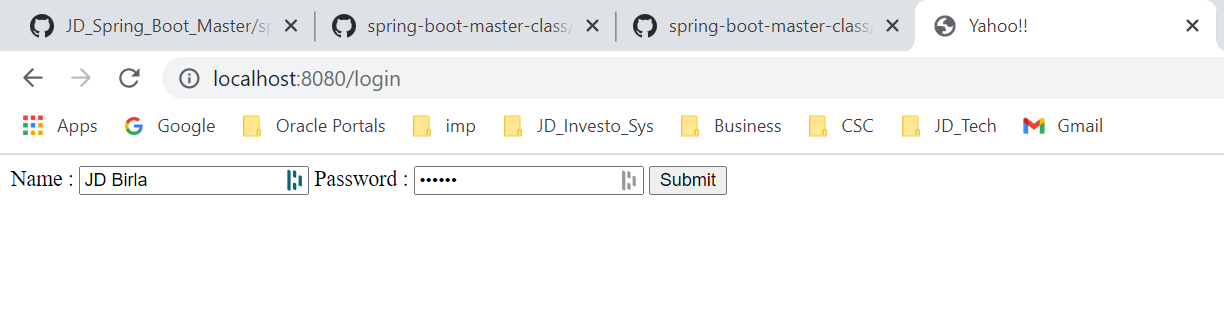 JD_Spring_Boot_Master/sp spring-boot-master-class/ spring-boot-master-class/ Yahoo!!
localhost:8080/login
Apps Google Oracle Portals imp JD_Investo_Sys Business CSC JD_Tech Gmail
Name : JD Birla Password : •••••• Submit